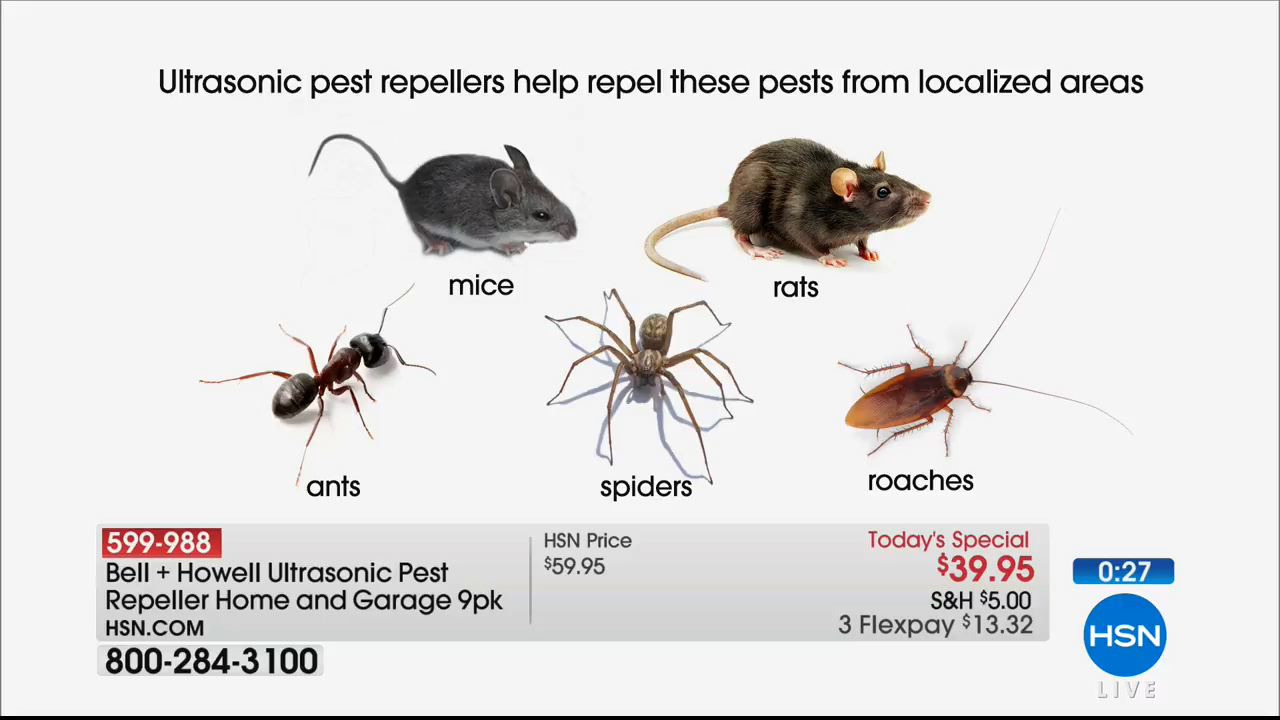 Ultrasonic pest repellers help repel these pests from localized areas
mice
rats
ants
spiders
roaches
599-988
Bell + Howell Ultrasonic Pest
Repeller Home and Garage 9pk
HSN.COM
800-284-3100
HSN Price
$59.95
Today's Special
$39.95
S&H $5.00
3 Flexpay $13.32
0:27
HSN
LIVE